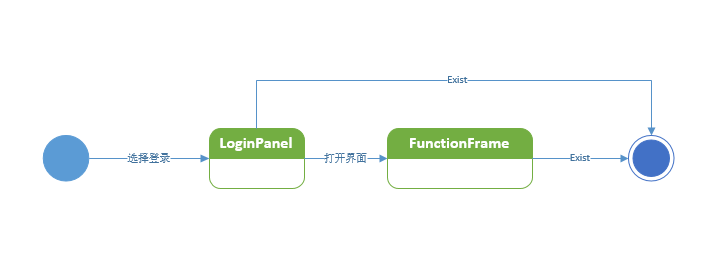 Exist
选择登录
LoginPanel
打开界面
FunctionFrame
Exist